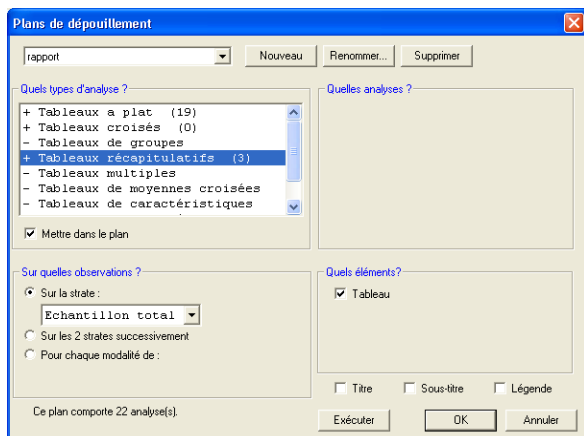 Plans de dépouillement
rapport Nouveau Renommer... Supprimer
Quels types d'analyse ?
+ Tableaux a plat (19)
+ Tableaux croisés (0)
- Tableaux de groupes
+ Tableaux récapitulatifs (3)
- Tableaux multiples
- Tableaux de moyennes croisées
- Tableaux de caractéristiques
Mettre dans le plan
Quelles analyses ?
Sur quelles observations ?
Sur la strate :
Echantillon total
Sur les 2 strates successivement
Pour chaque modalité de :
Quels éléments?
Tableau
Titre Sous-titre Légende
Ce plan comporte 22 analyse(s).
Exécuter OK Annuler